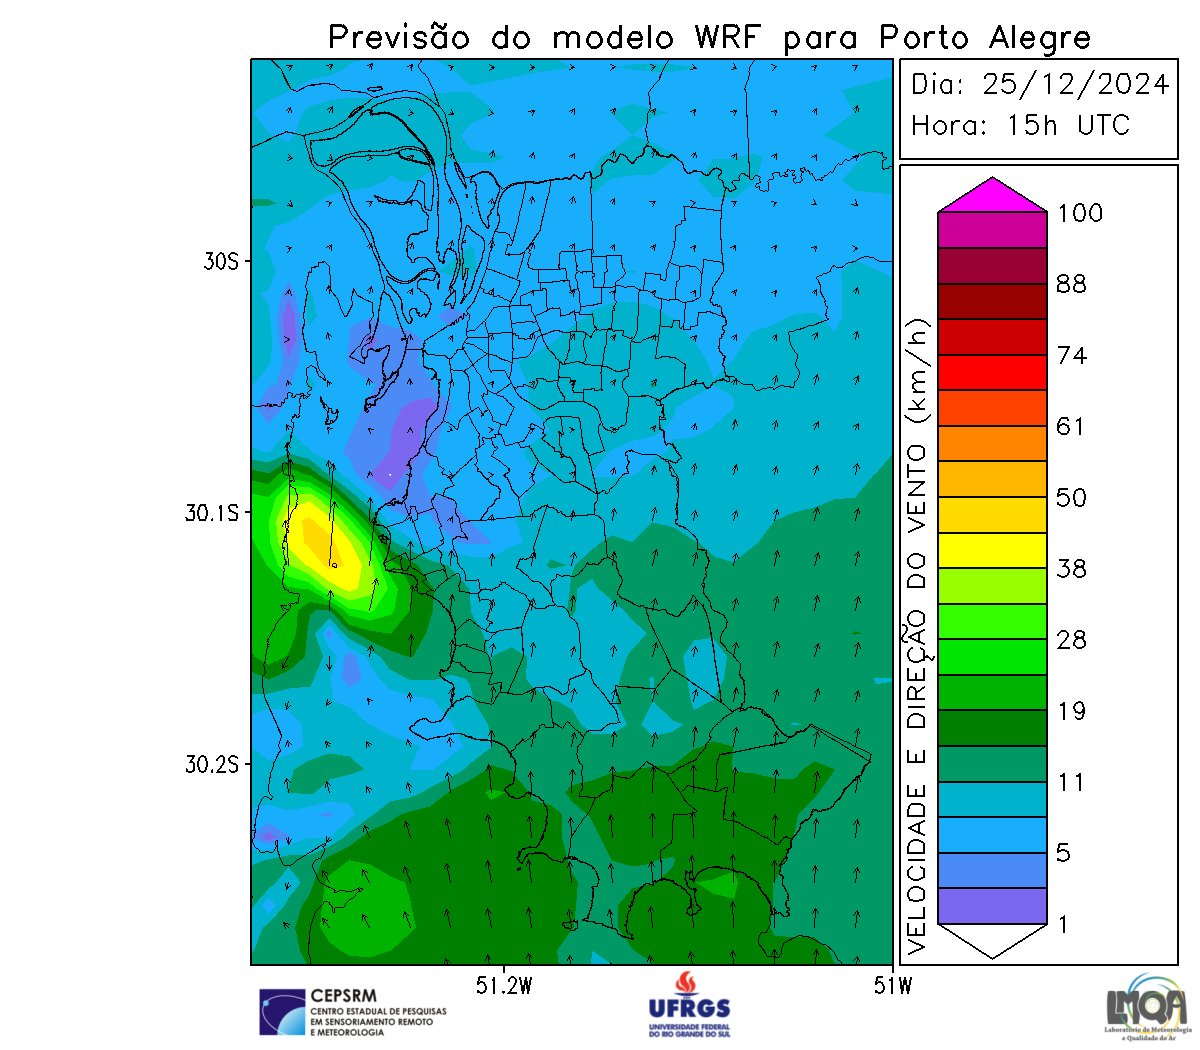 Previsão do modelo WRF para Porto Alegre
Dia: 25/12/2024
Hora: 15h UTC
30S
30.1S
30.2S
51.2W
51W
VELOCIDADE E DIREÇÃO DO VENTO (km/h)
100
88
74
61
50
38
28
19
11
5
1
CEPSRM
CENTRO ESTADUAL DE PESQUISAS
EM SENSORIAMENTO REMOTO
E METEOROLOGIA
UFRGS
UNIVERSIDADE FEDERAL
DO RIO GRANDE DO SUL
LMQA
Laboratório de Meteorologia
e Qualidade do Ar